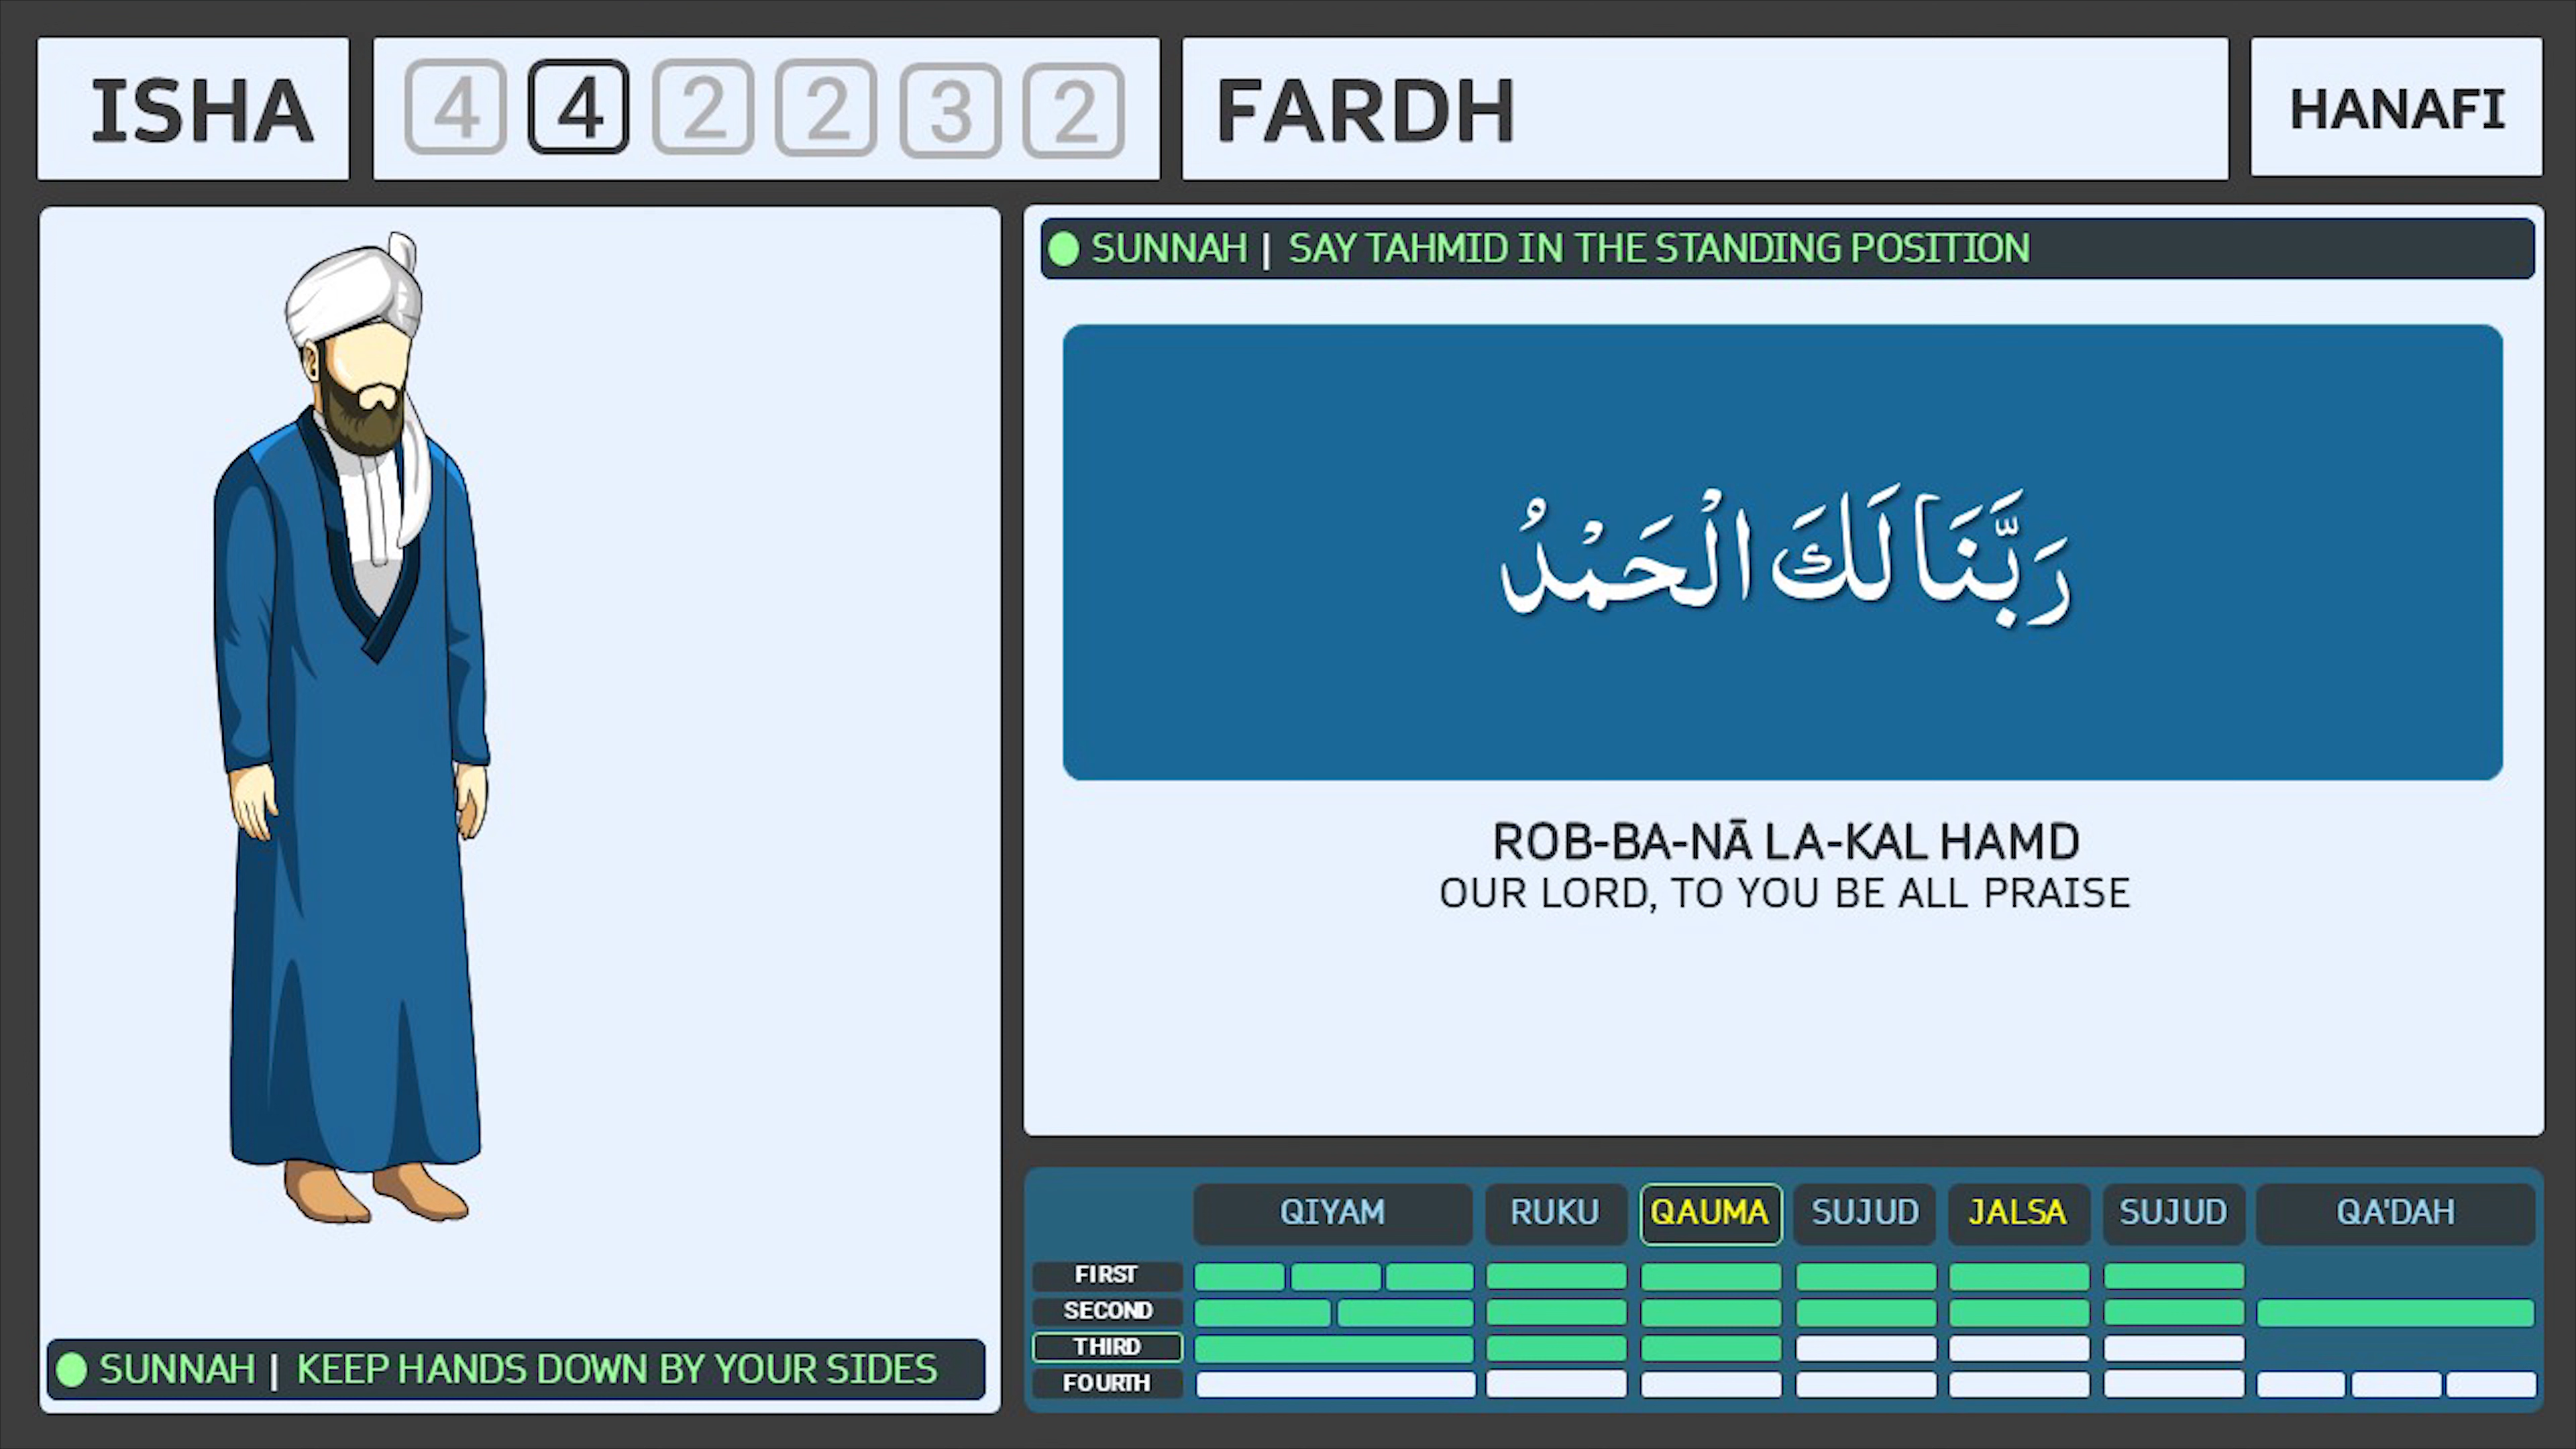 ISHA
4 4 2 2 3 2
FARDH
HANAFI
SUNNAH | KEEP HANDS DOWN BY YOUR SIDES
SUNNAH | SAY TAHMID IN THE STANDING POSITION
رَبَّنَا لَكَ الْحَمْدُ
ROB-BA-NĀ LA-KAL HAMD
OUR LORD, TO YOU BE ALL PRAISE
QIYAM RUKU QAUMA SUJUD JALSA SUJUD QA'DAH
FIRST
SECOND
THIRD
FOURTH